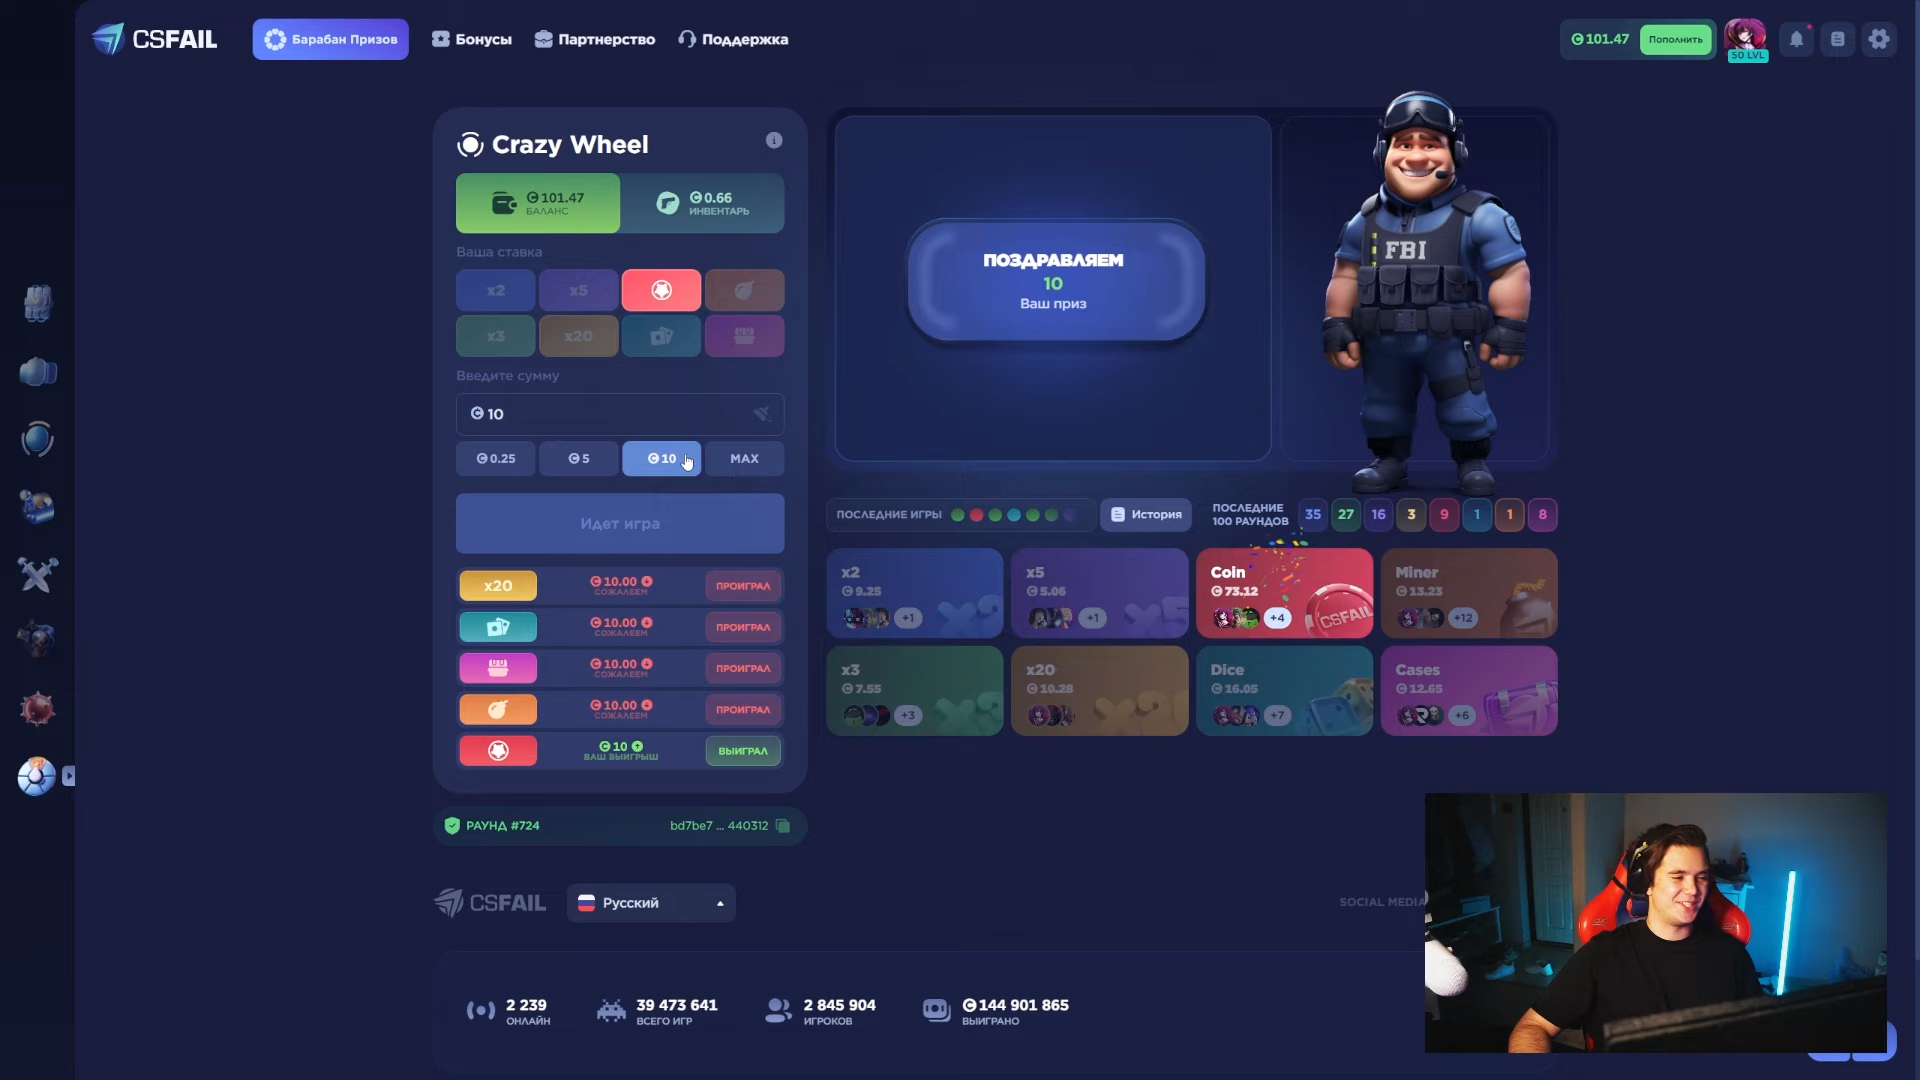 CSFAIL
Барабан Призов
Бонусы
Партнерство
Поддержка
101.47
Пополнить
50 LVL
Crazy Wheel
101.47
БАЛАНС
0.66
ИНВЕНТАРЬ
Ваша ставка
x2
x5
x3
x20
Введите сумму
10
0.25
5
10
MAX
Идет игра
x20
10.00
СОЖАЛЕЕМ
ПРОИГРАЛ
10.00
СОЖАЛЕЕМ
ПРОИГРАЛ
10.00
СОЖАЛЕЕМ
ПРОИГРАЛ
10.00
СОЖАЛЕЕМ
ПРОИГРАЛ
10
ВАШ ВЫИГРЫШ
ВЫИГРАЛ
РАУНД #724
bd7be7 ... 440312
ПОЗДРАВЛЯЕМ
10
Ваш приз
FBI
ПОСЛЕДНИЕ ИГРЫ
История
ПОСЛЕДНИЕ
100 РАУНДОВ
35
27
16
3
9
1
1
8
x2
9.25
+1
x5
5.06
+1
Coin
73.12
+4
CSFAIL
Miner
13.23
+12
x3
7.55
+3
x20
10.28
Dice
16.05
+7
Cases
12.65
+6
CSFAIL
Русский
SOCIAL MEDIA
2 239
ОНЛАЙН
39 473 641
ВСЕГО ИГР
2 845 904
ИГРОКОВ
144 901 865
ВЫИГРАНО